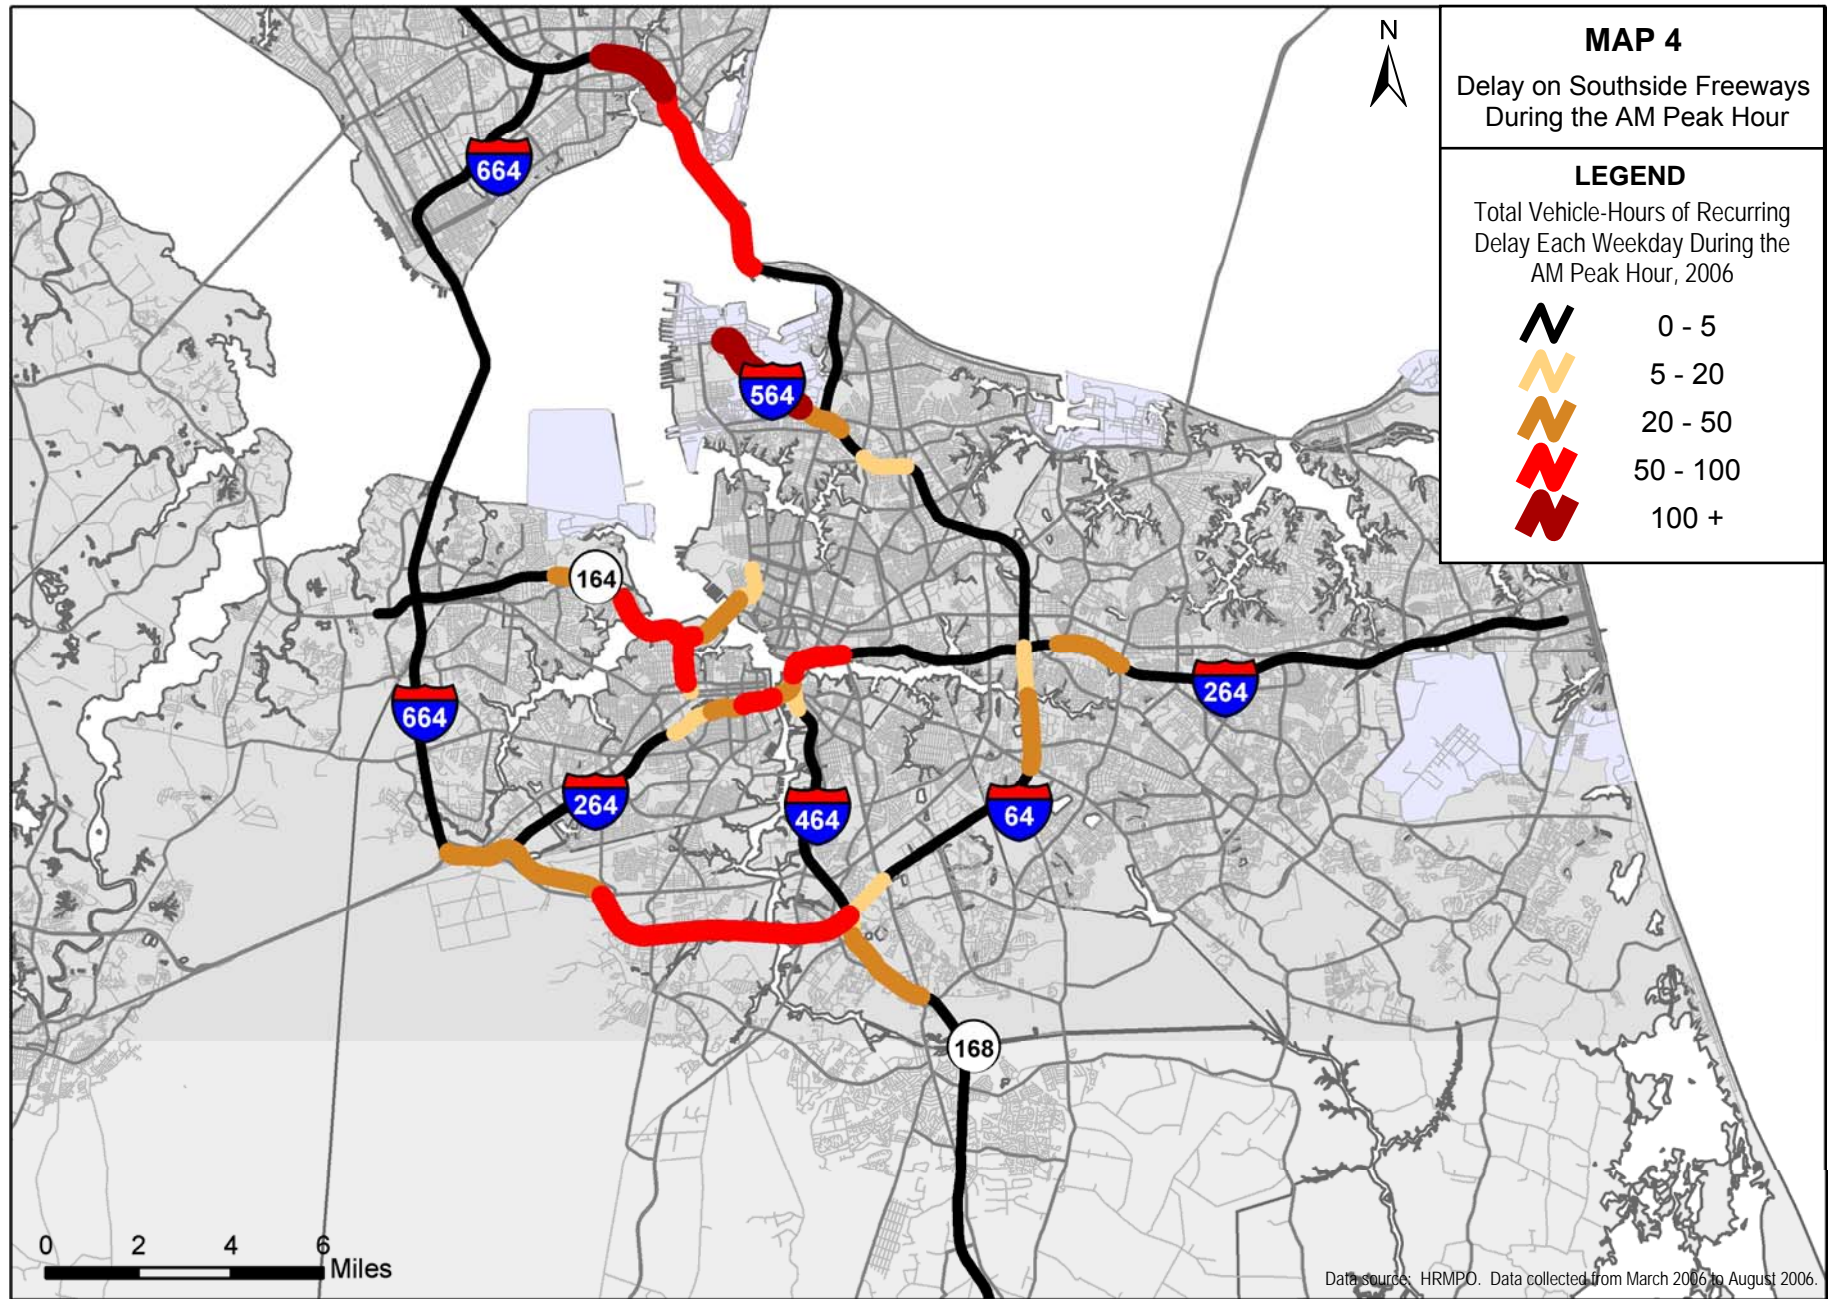 MAP 4
Delay on Southside Freeways
During the AM Peak Hour
LEGEND
Total Vehicle-Hours of Recurring
Delay Each Weekday During the
AM Peak Hour, 2006
0 - 5
5 - 20
20 - 50
50 - 100
100 +
N
664
564
164
664
264
264
464
64
168
0 2 4 6
Miles
Data source: HRMPO. Data collected from March 2006 to August 2006.